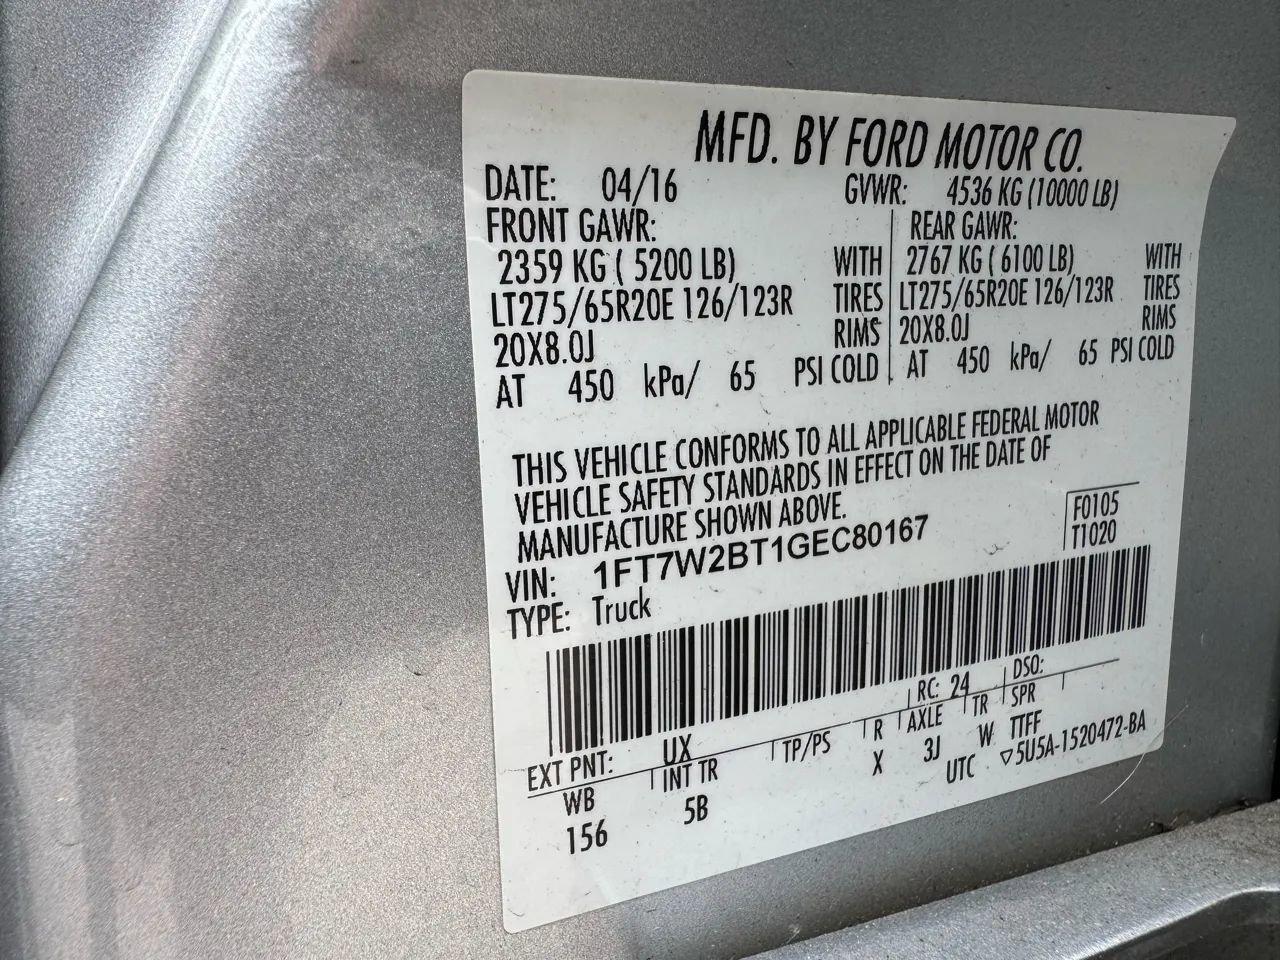 MFD. BY FORD MOTOR CO.
DATE: 04/16 GVWR: 4536 KG (10000 LB)
FRONT GAWR: REAR GAWR:
2359 KG ( 5200 LB) WITH 2767 KG ( 6100 LB) WITH
LT275/65R20E 126/123R TIRES LT275/65R20E 126/123R TIRES
20X8.0J RIMS 20X8.0J RIMS
AT 450 kPa/ 65 PSI COLD AT 450 kPa/ 65 PSI COLD
THIS VEHICLE CONFORMS TO ALL APPLICABLE FEDERAL MOTOR
VEHICLE SAFETY STANDARDS IN EFFECT ON THE DATE OF
MANUFACTURE SHOWN ABOVE.
F0105
VIN: 1FT7W2BT1GEC80167 T1020
TYPE: Truck
EXT PNT: UX RC: 24 DSO:
WB INT TR TP/PS R AXLE TR SPR
156 5B X 3J W TTFF
UTC ▽5U5A-1520472-BA